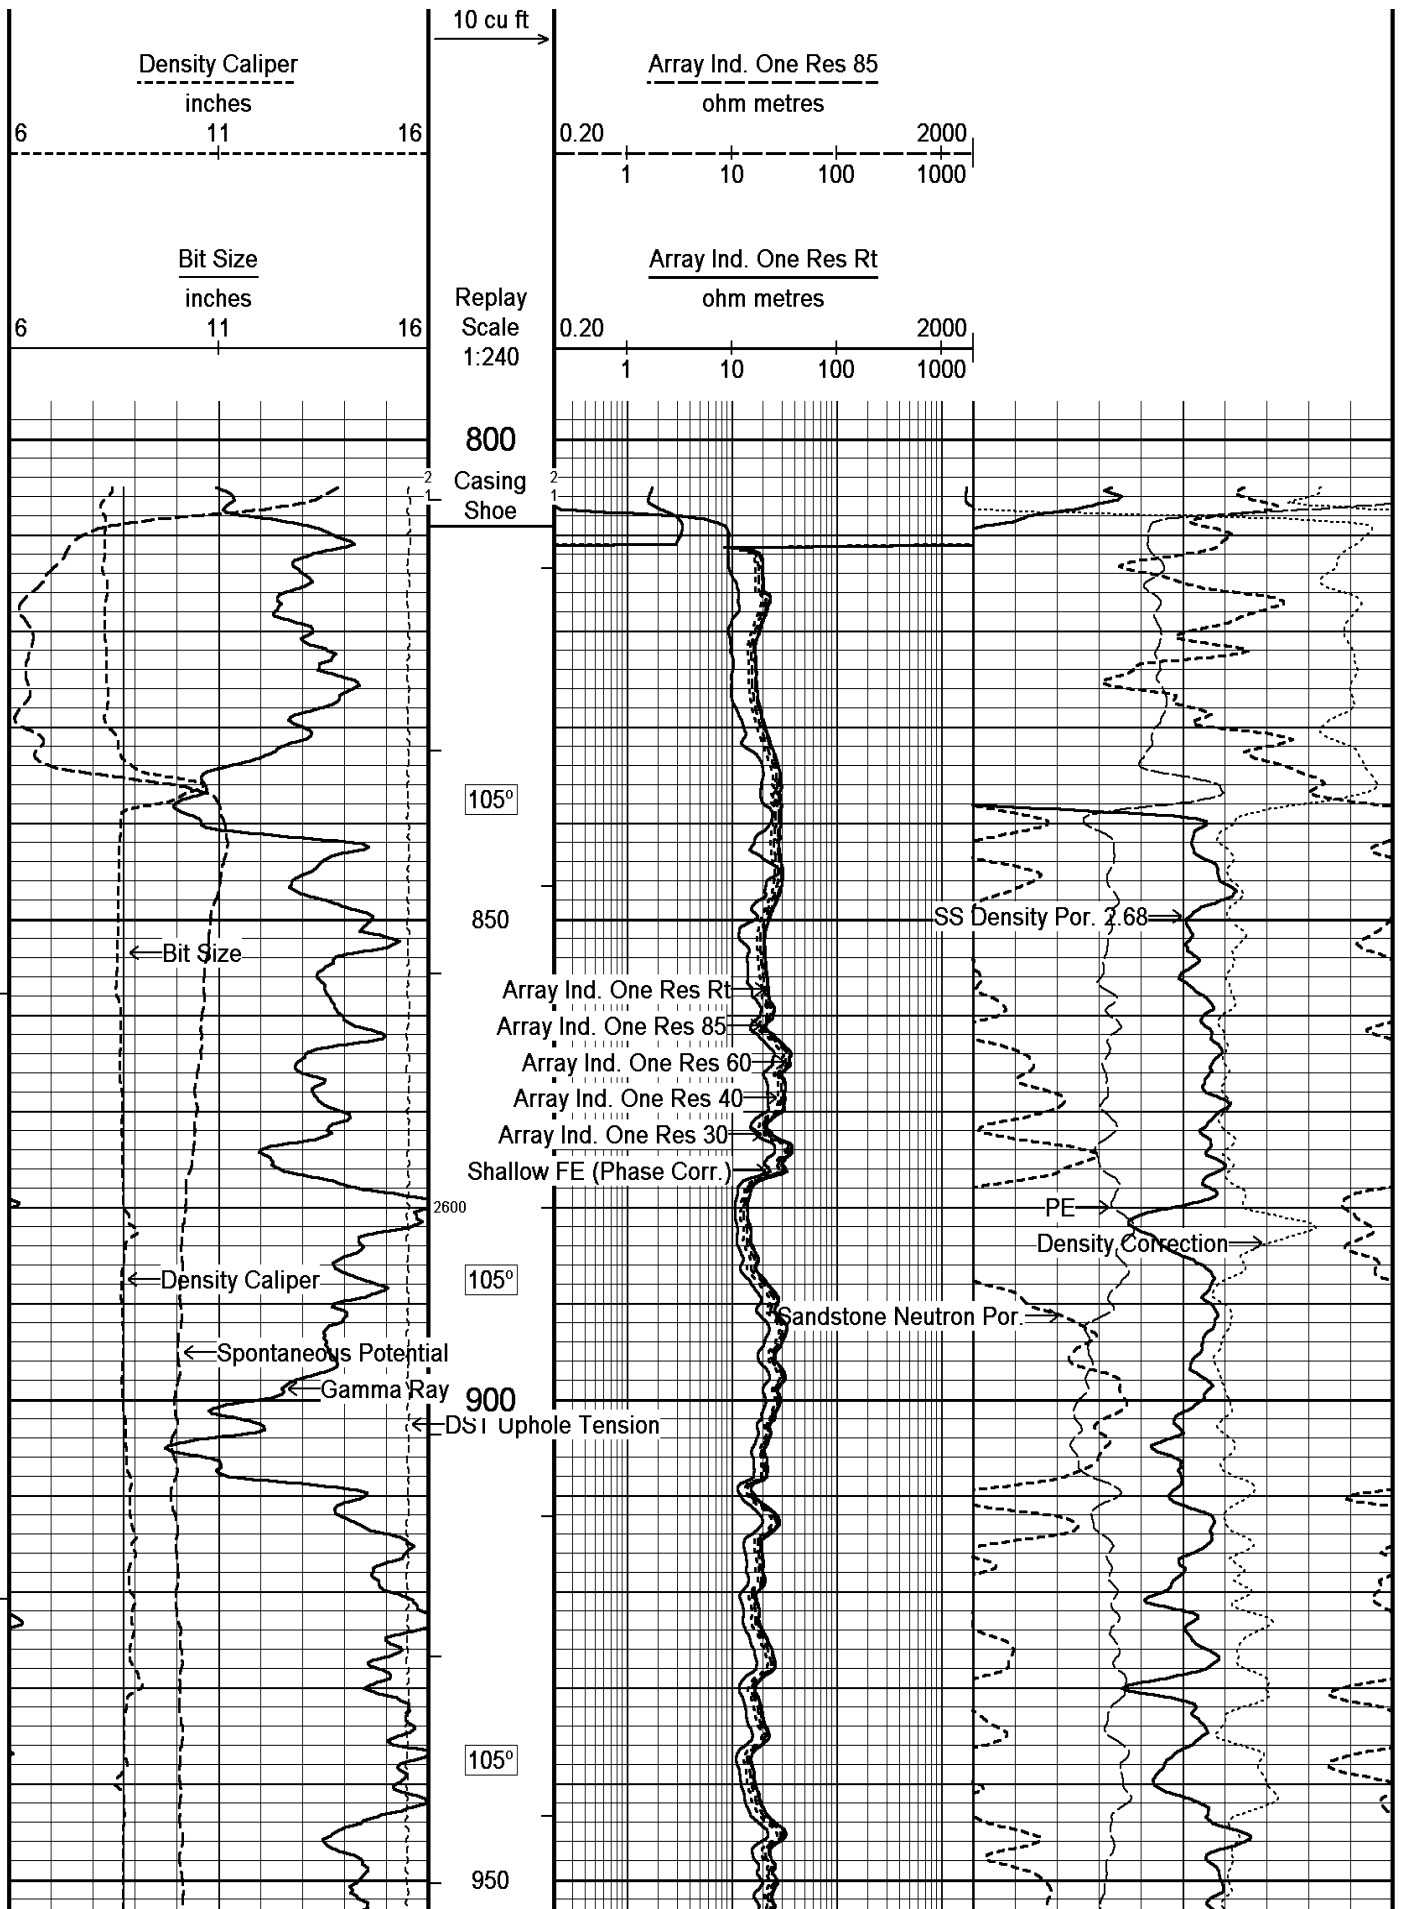 10 cu ft
Density Caliper
inches
6 11 16
Array Ind. One Res 85
ohm metres
0.20 2000
1 10 100 1000
Bit Size
inches
6 11 16
Replay
Scale
1:240
Array Ind. One Res Rt
ohm metres
0.20 2000
1 10 100 1000
800
2 1 Casing 2 1
Shoe
105º
850
SS Density Por. 2.68
Bit Size
Array Ind. One Res Rt
Array Ind. One Res 85
Array Ind. One Res 60
Array Ind. One Res 40
Array Ind. One Res 30
Shallow FE (Phase Corr.)
2600
PE
Density Correction
Density Caliper
105º
Sandstone Neutron Por.
Spontaneous Potential
Gamma Ray
900
DST Uphole Tension
105º
950